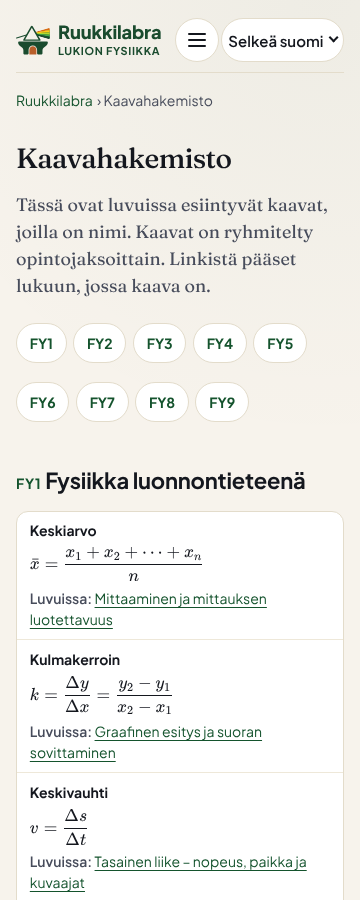 Ruukkilabra
LUKION FYSIIKKA
Selkeä suomi
Ruukkilabra › Kaavahakemisto
Kaavahakemisto
Tässä ovat luvuissa esiintyvät kaavat,
joilla on nimi. Kaavat on ryhmitelty
opintojaksoittain. Linkistä pääset
lukuun, jossa kaava on.
FY1 FY2 FY3 FY4 FY5
FY6 FY7 FY8 FY9
FY1 Fysiikka luonnontieteenä
Keskiarvo
x̄ = (x₁ + x₂ + ··· + xₙ) / n
Luvuissa: Mittaaminen ja mittauksen
luotettavuus
Kulmakerroin
k = Δy / Δx = (y₂ − y₁) / (x₂ − x₁)
Luvuissa: Graafinen esitys ja suoran
sovittaminen
Keskivauhti
v = Δs / Δt
Luvuissa: Tasainen liike – nopeus, paikka ja
kuvaajat